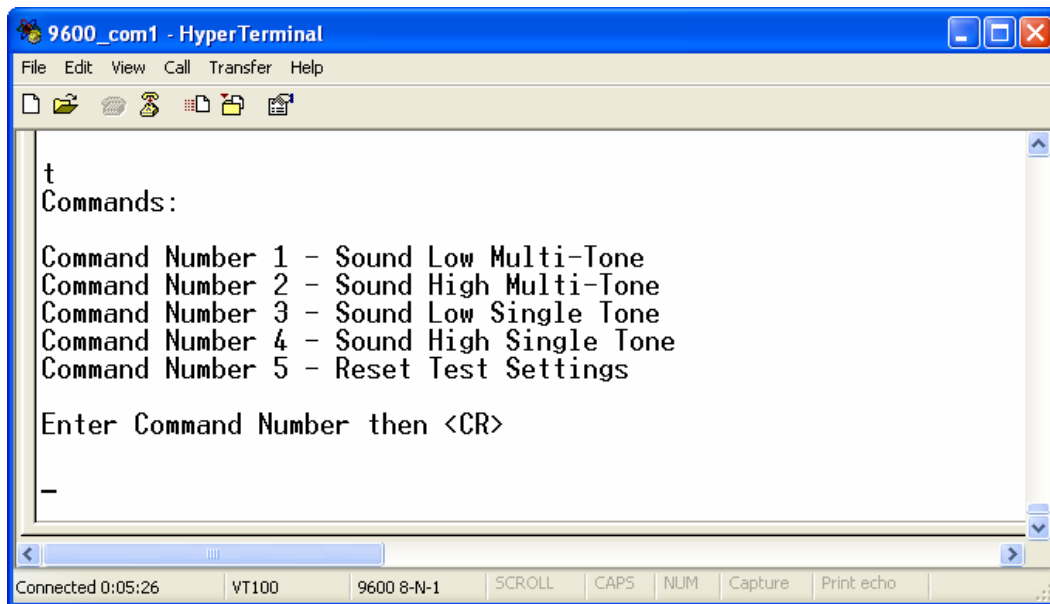 9600_com1 - HyperTerminal
File Edit View Call Transfer Help
t
Commands:
Command Number 1 - Sound Low Multi-Tone
Command Number 2 - Sound High Multi-Tone
Command Number 3 - Sound Low Single Tone
Command Number 4 - Sound High Single Tone
Command Number 5 - Reset Test Settings
Enter Command Number then <CR>
_
Connected 0:05:26 VT100 9600 8-N-1 SCROLL CAPS NUM Capture Print echo